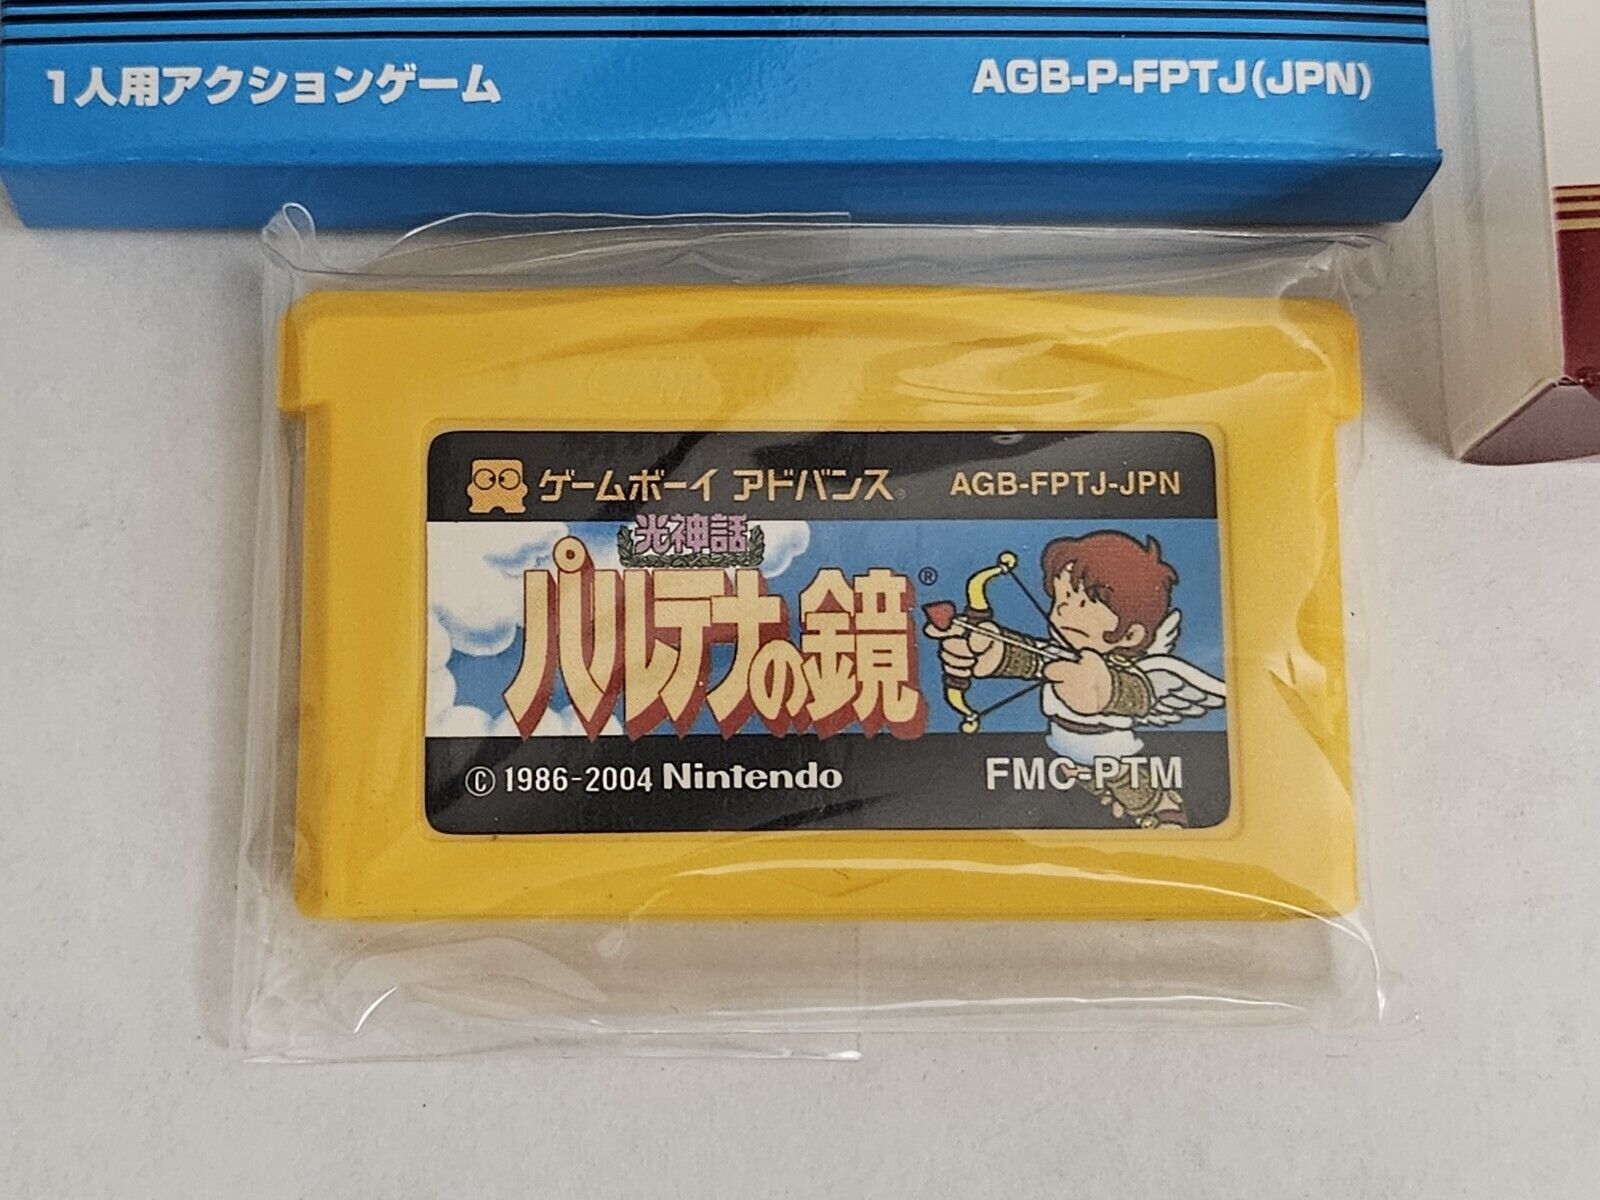 1人用アクションゲーム
AGB-P-FPTJ(JPN)
ゲームボーイ アドバンス
AGB-FPTJ-JPN
光神話
パルテナの鏡®
© 1986-2004 Nintendo
FMC-PTM